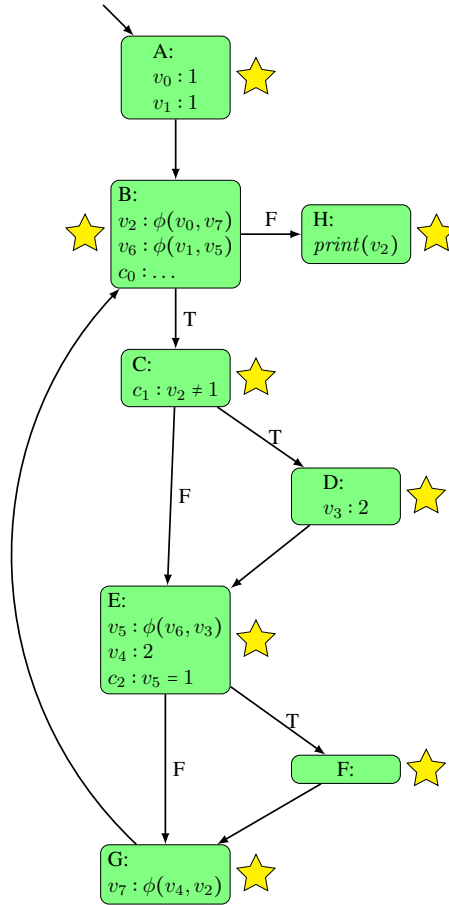 A:
v₀ : 1
v₁ : 1
B:
v₂ : ϕ(v₀, v₇)
v₆ : ϕ(v₁, v₅)
c₀ : …
F
H:
print(v₂)
T
C:
c₁ : v₂ ≠ 1
T
F
D:
v₃ : 2
E:
v₅ : ϕ(v₆, v₃)
v₄ : 2
c₂ : v₅ = 1
T
F
F:
G:
v₇ : ϕ(v₄, v₂)